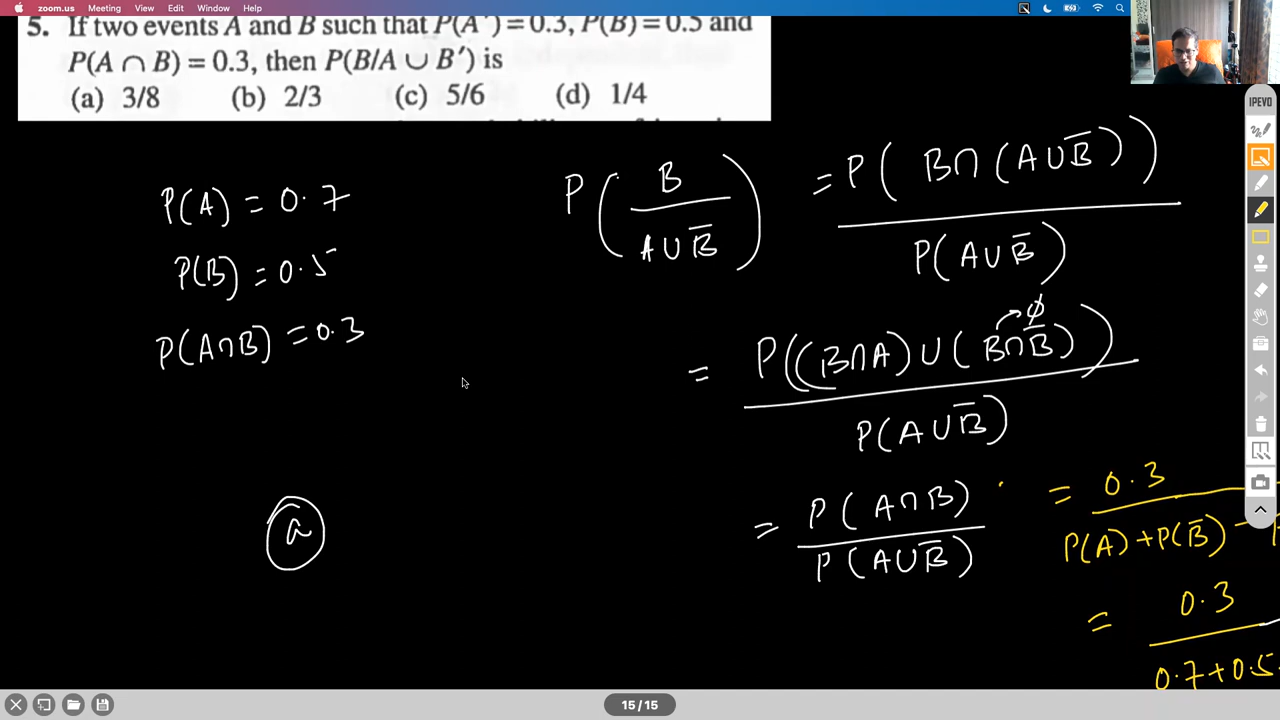 zoom.us Meeting View Edit Window Help
5. If two events A and B such that P(A′) = 0.3, P(B) = 0.5 and
P(A ∩ B) = 0.3, then P(B/A ∪ B′) is
(a) 3/8 (b) 2/3 (c) 5/6 (d) 1/4
IPEVO
P(A) = 0.7
P(B) = 0.5
P(A∩B) = 0.3
a
P(B/A∪B̅) = P(B∩(A∪B̅))/P(A∪B̅)
= P((B∩A)∪(B∩B̅))/P(A∪B̅)
→ϕ
= P(A∩B)/P(A∪B̅)
= 0.3/P(A)+P(B̅)−
= 0.3/0.7+0.5
15/15